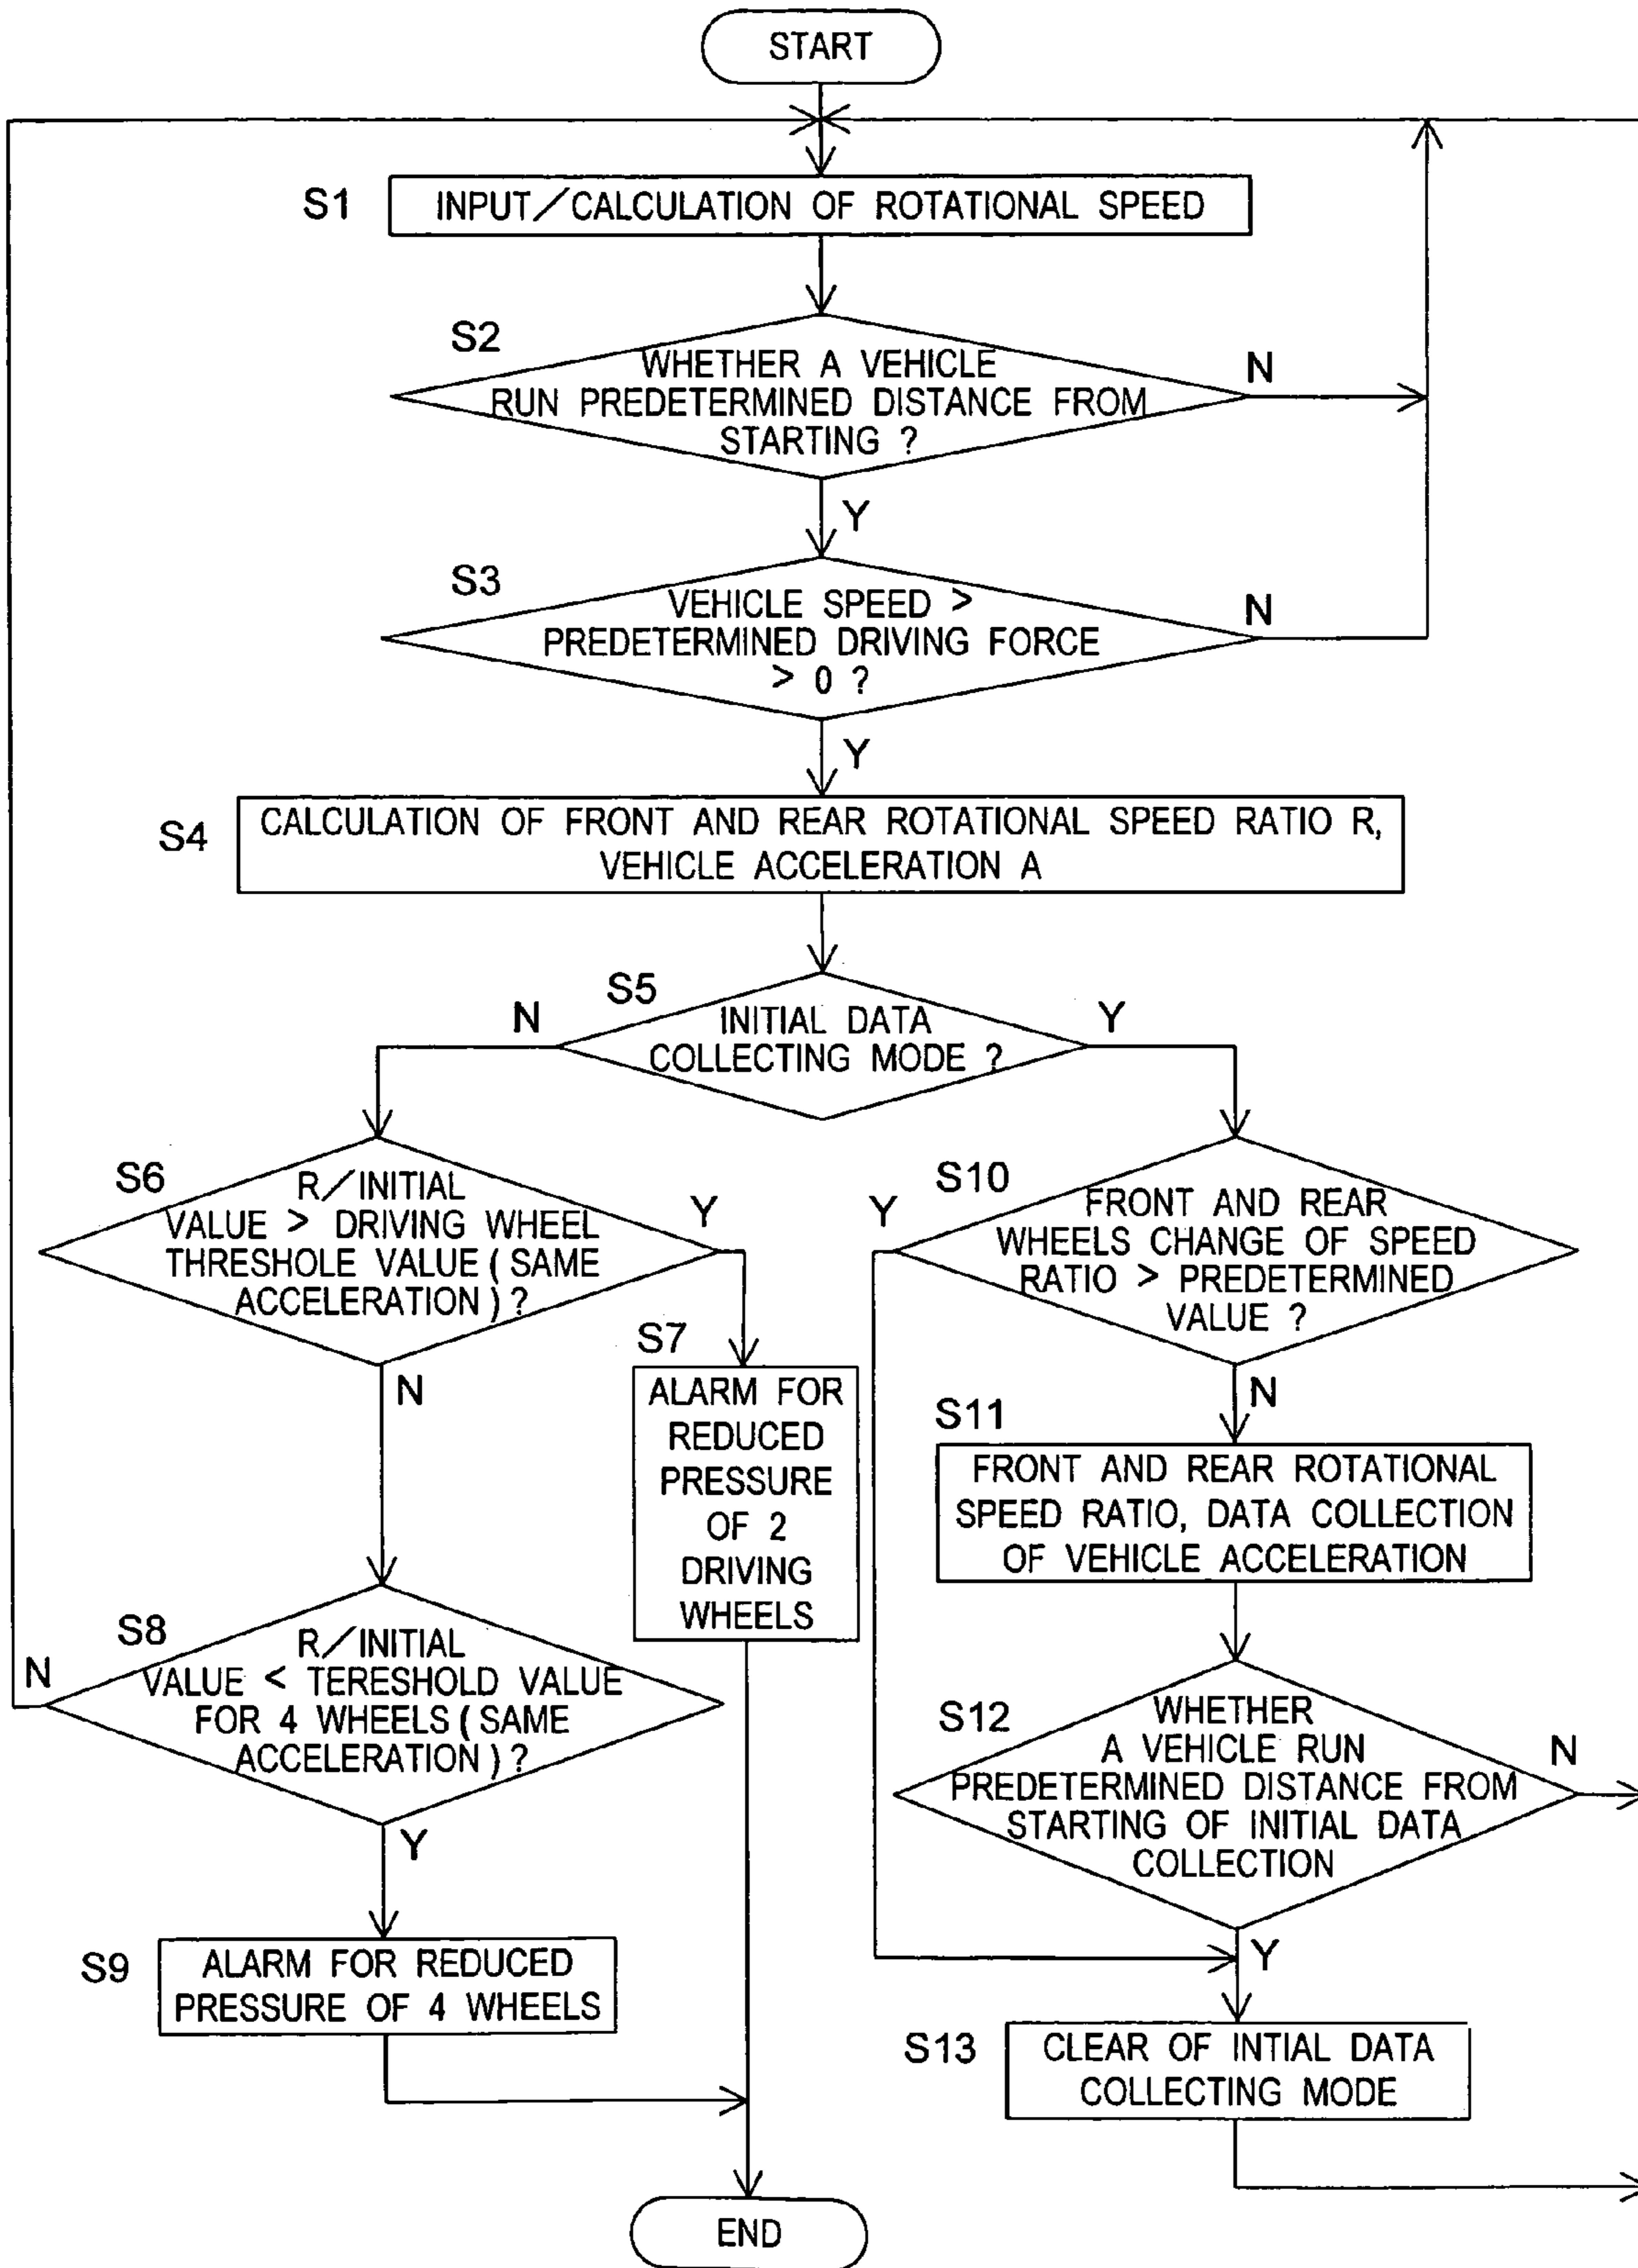 START
S1
INPUT/CALCULATION OF ROTATIONAL SPEED
S2
WHETHER A VEHICLE
RUN PREDETERMINED DISTANCE FROM
STARTING ?
N
Y
S3
VEHICLE SPEED >
PREDETERMINED DRIVING FORCE
> 0 ?
N
Y
S4
CALCULATION OF FRONT AND REAR ROTATIONAL SPEED RATIO R,
VEHICLE ACCELERATION A
S5
INITIAL DATA
COLLECTING MODE ?
N
Y
S6
R/INITIAL
VALUE > DRIVING WHEEL
THRESHOLE VALUE (SAME
ACCELERATION) ?
Y
N
S7
ALARM FOR
REDUCED
PRESSURE
OF 2
DRIVING
WHEELS
S8
R/INITIAL
VALUE < TERESHOLD VALUE
FOR 4 WHEELS (SAME
ACCELERATION) ?
N
Y
S9
ALARM FOR REDUCED
PRESSURE OF 4 WHEELS
S10
FRONT AND REAR
WHEELS CHANGE OF SPEED
RATIO > PREDETERMINED
VALUE ?
Y
N
S11
FRONT AND REAR ROTATIONAL
SPEED RATIO, DATA COLLECTION
OF VEHICLE ACCELERATION
S12
WHETHER
A VEHICLE RUN
PREDETERMINED DISTANCE FROM
STARTING OF INITIAL DATA
COLLECTION
N
Y
S13
CLEAR OF INTIAL DATA
COLLECTING MODE
END